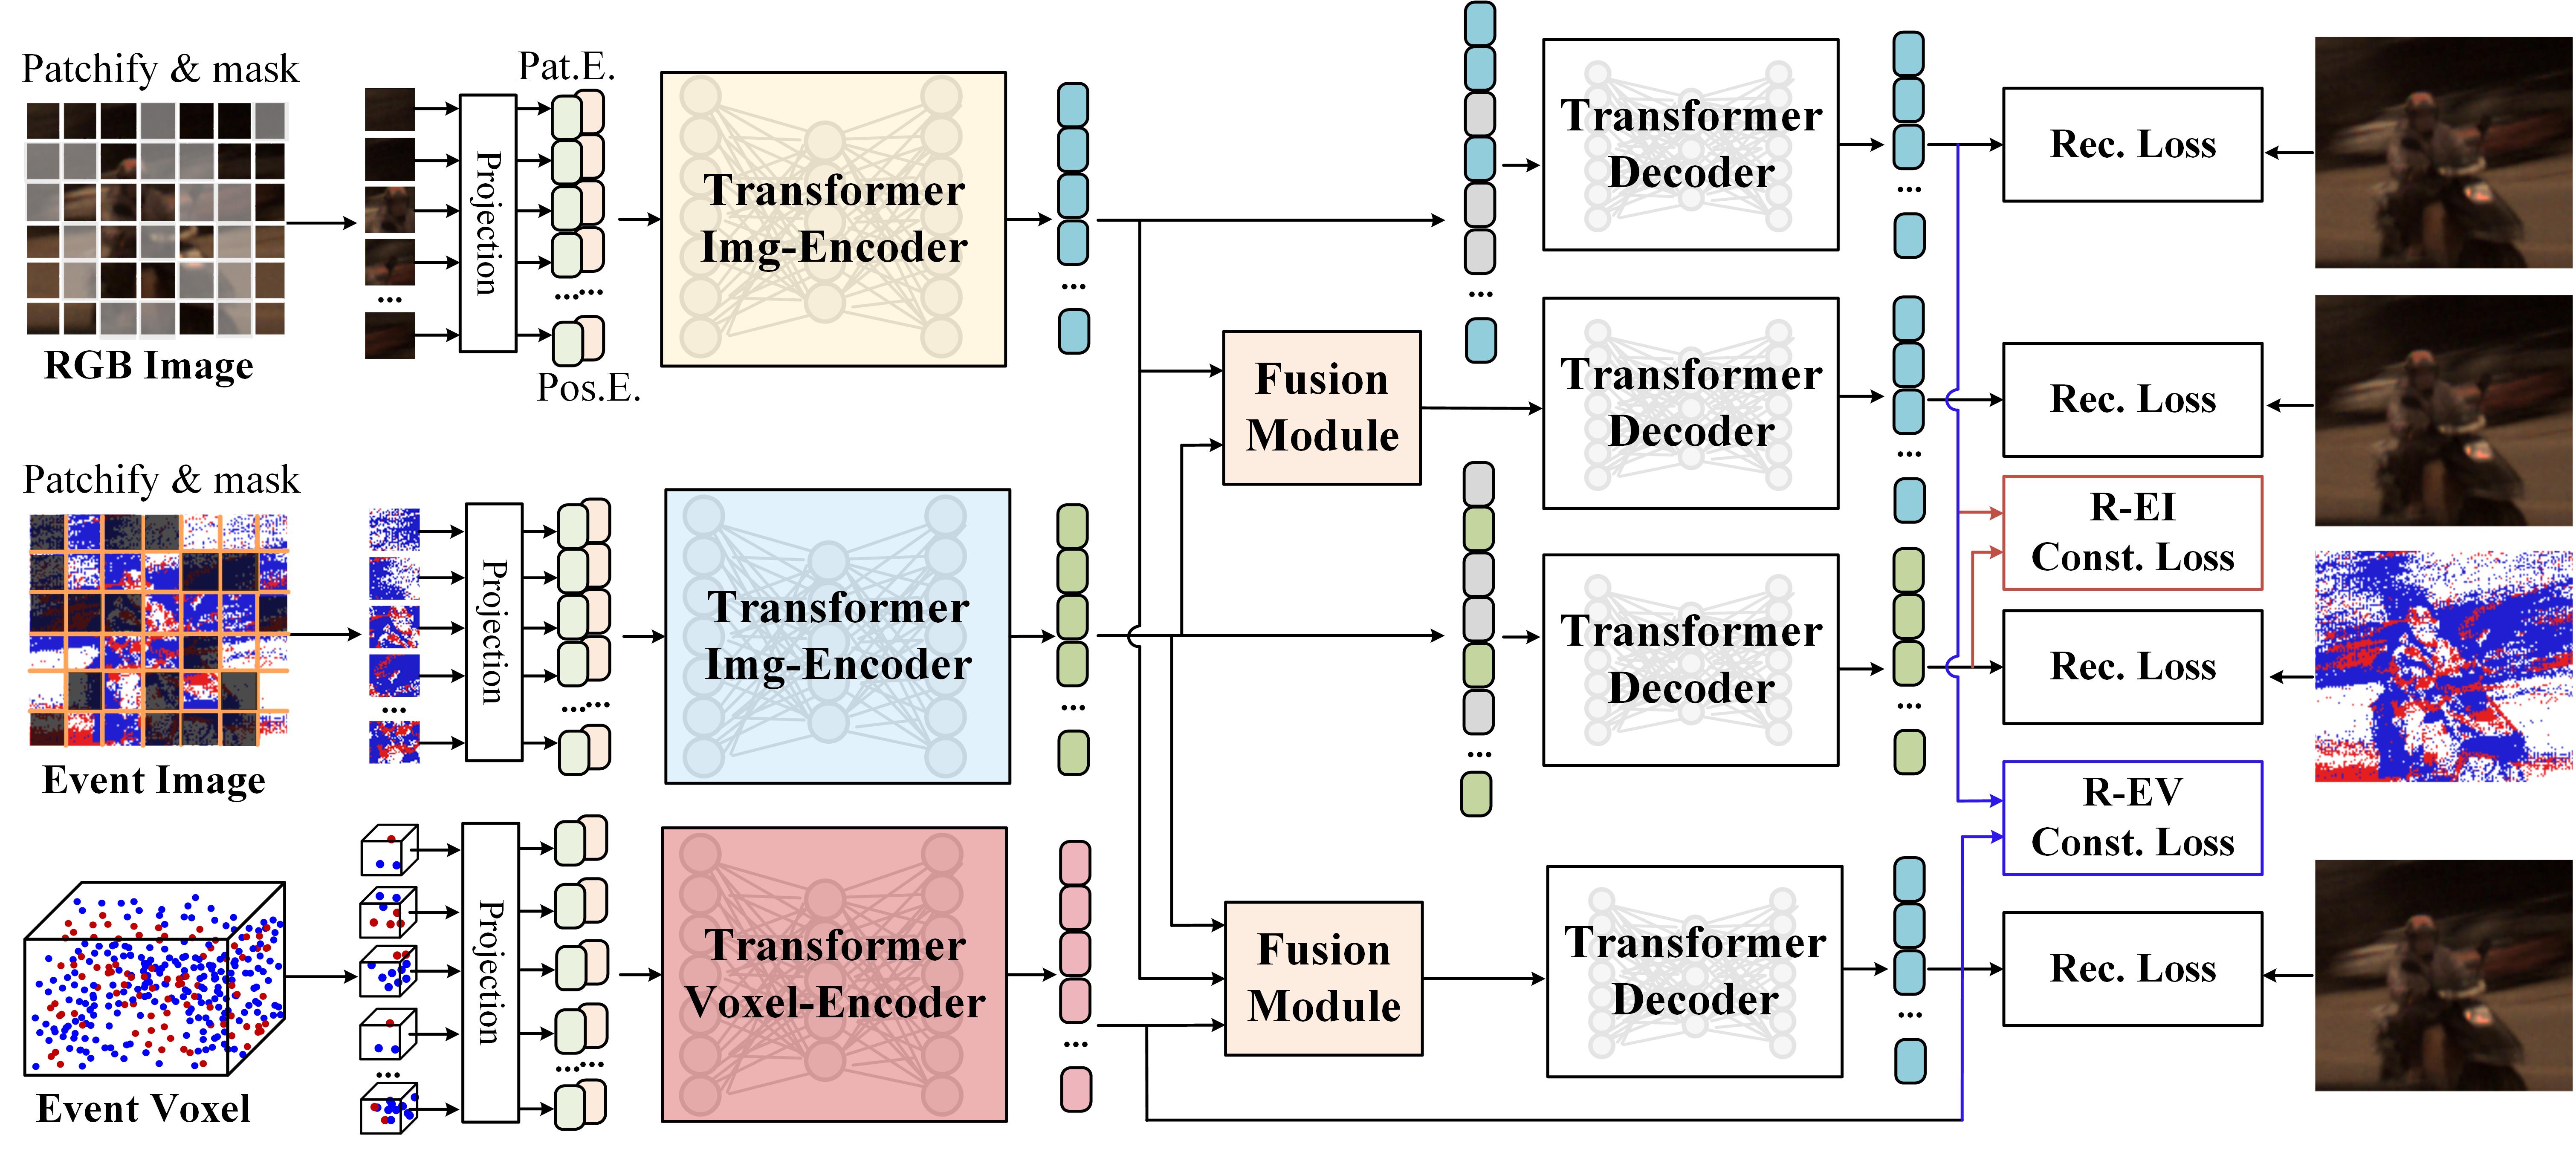 Patchify & mask
RGB Image
Projection
Pat.E.
Pos.E.
Transformer
Img-Encoder
Transformer
Decoder
Rec. Loss
Fusion
Module
Transformer
Decoder
Rec. Loss
Patchify & mask
Event Image
Projection
Transformer
Img-Encoder
Transformer
Decoder
R-EI
Const. Loss
Rec. Loss
R-EV
Const. Loss
Event Voxel
Projection
Transformer
Voxel-Encoder
Fusion
Module
Transformer
Decoder
Rec. Loss